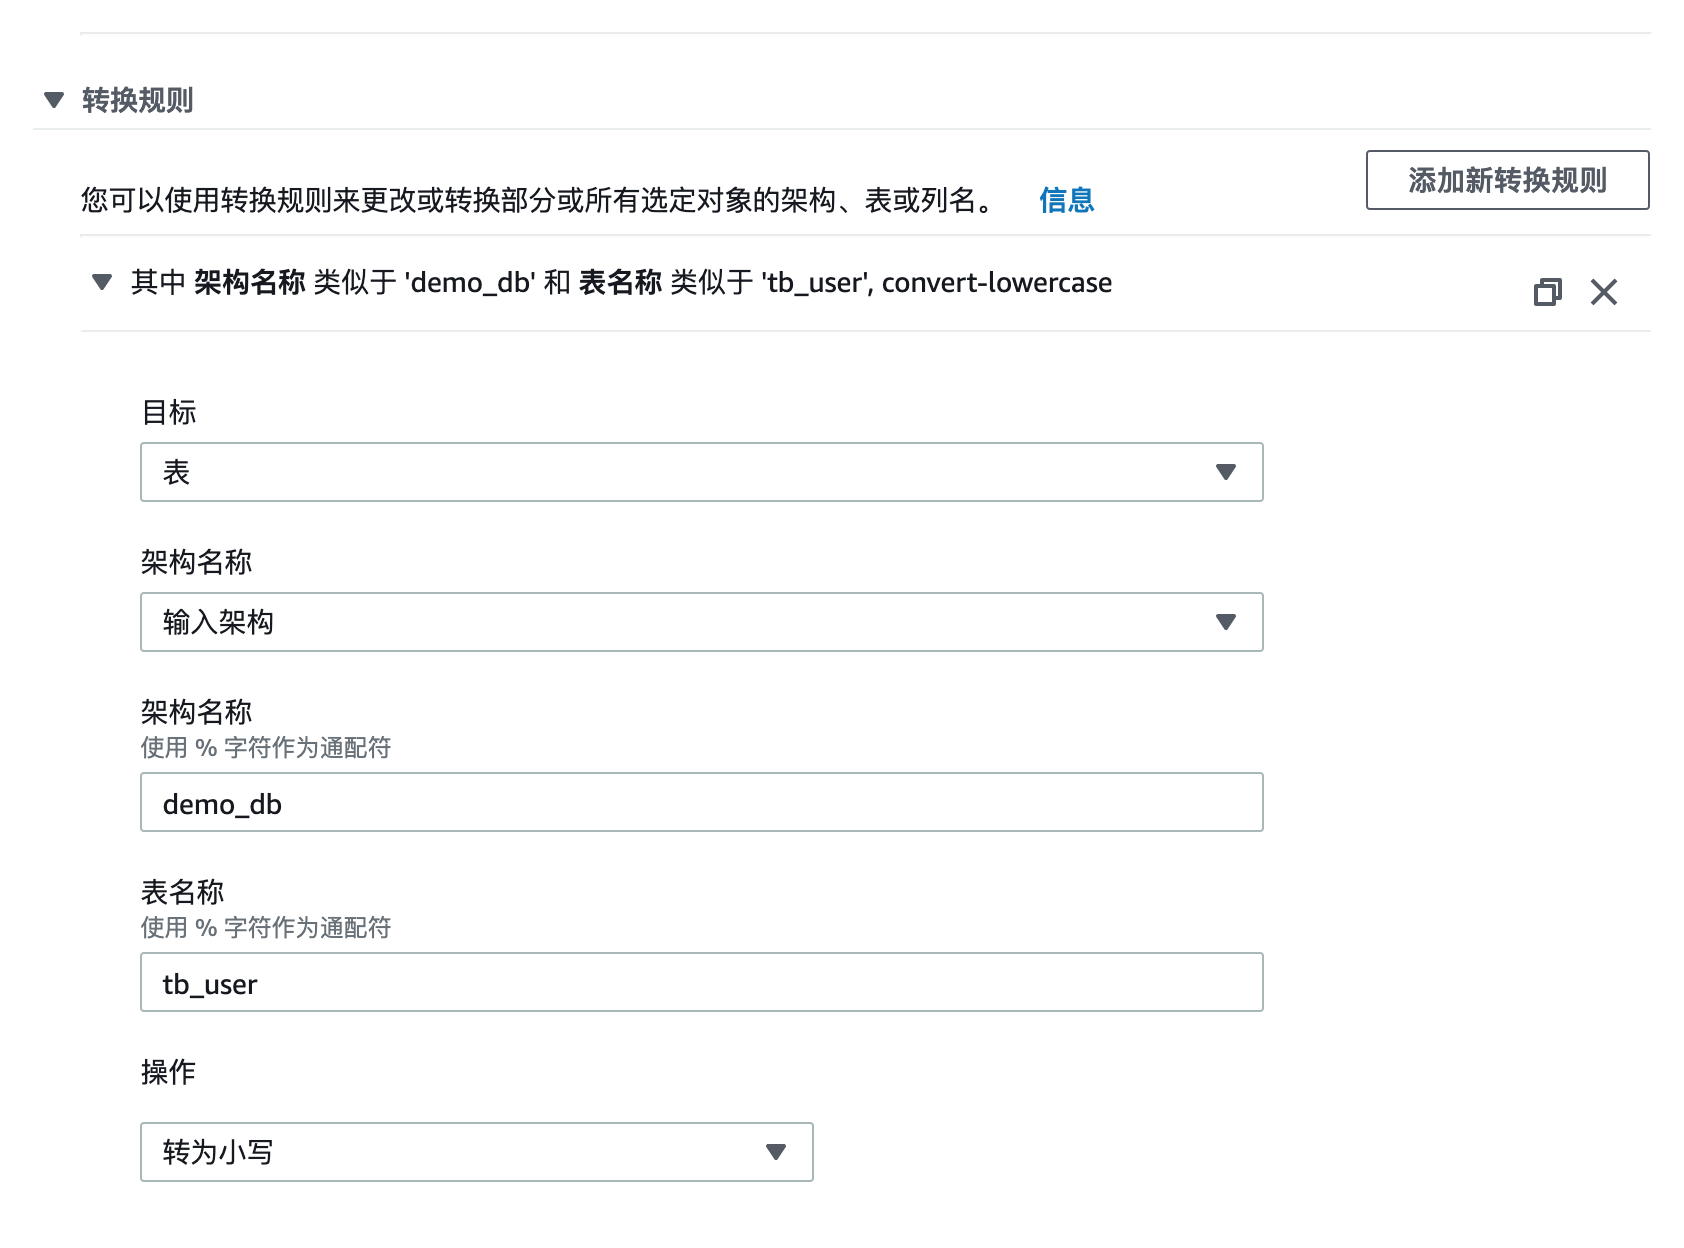 转换规则
您可以使用转换规则来更改或转换部分或所有选定对象的架构、表或列名。 信息
添加新转换规则
其中 架构名称 类似于 'demo_db' 和 表名称 类似于 'tb_user', convert-lowercase
目标
表
架构名称
输入架构
架构名称
使用 % 字符作为通配符
demo_db
表名称
使用 % 字符作为通配符
tb_user
操作
转为小写